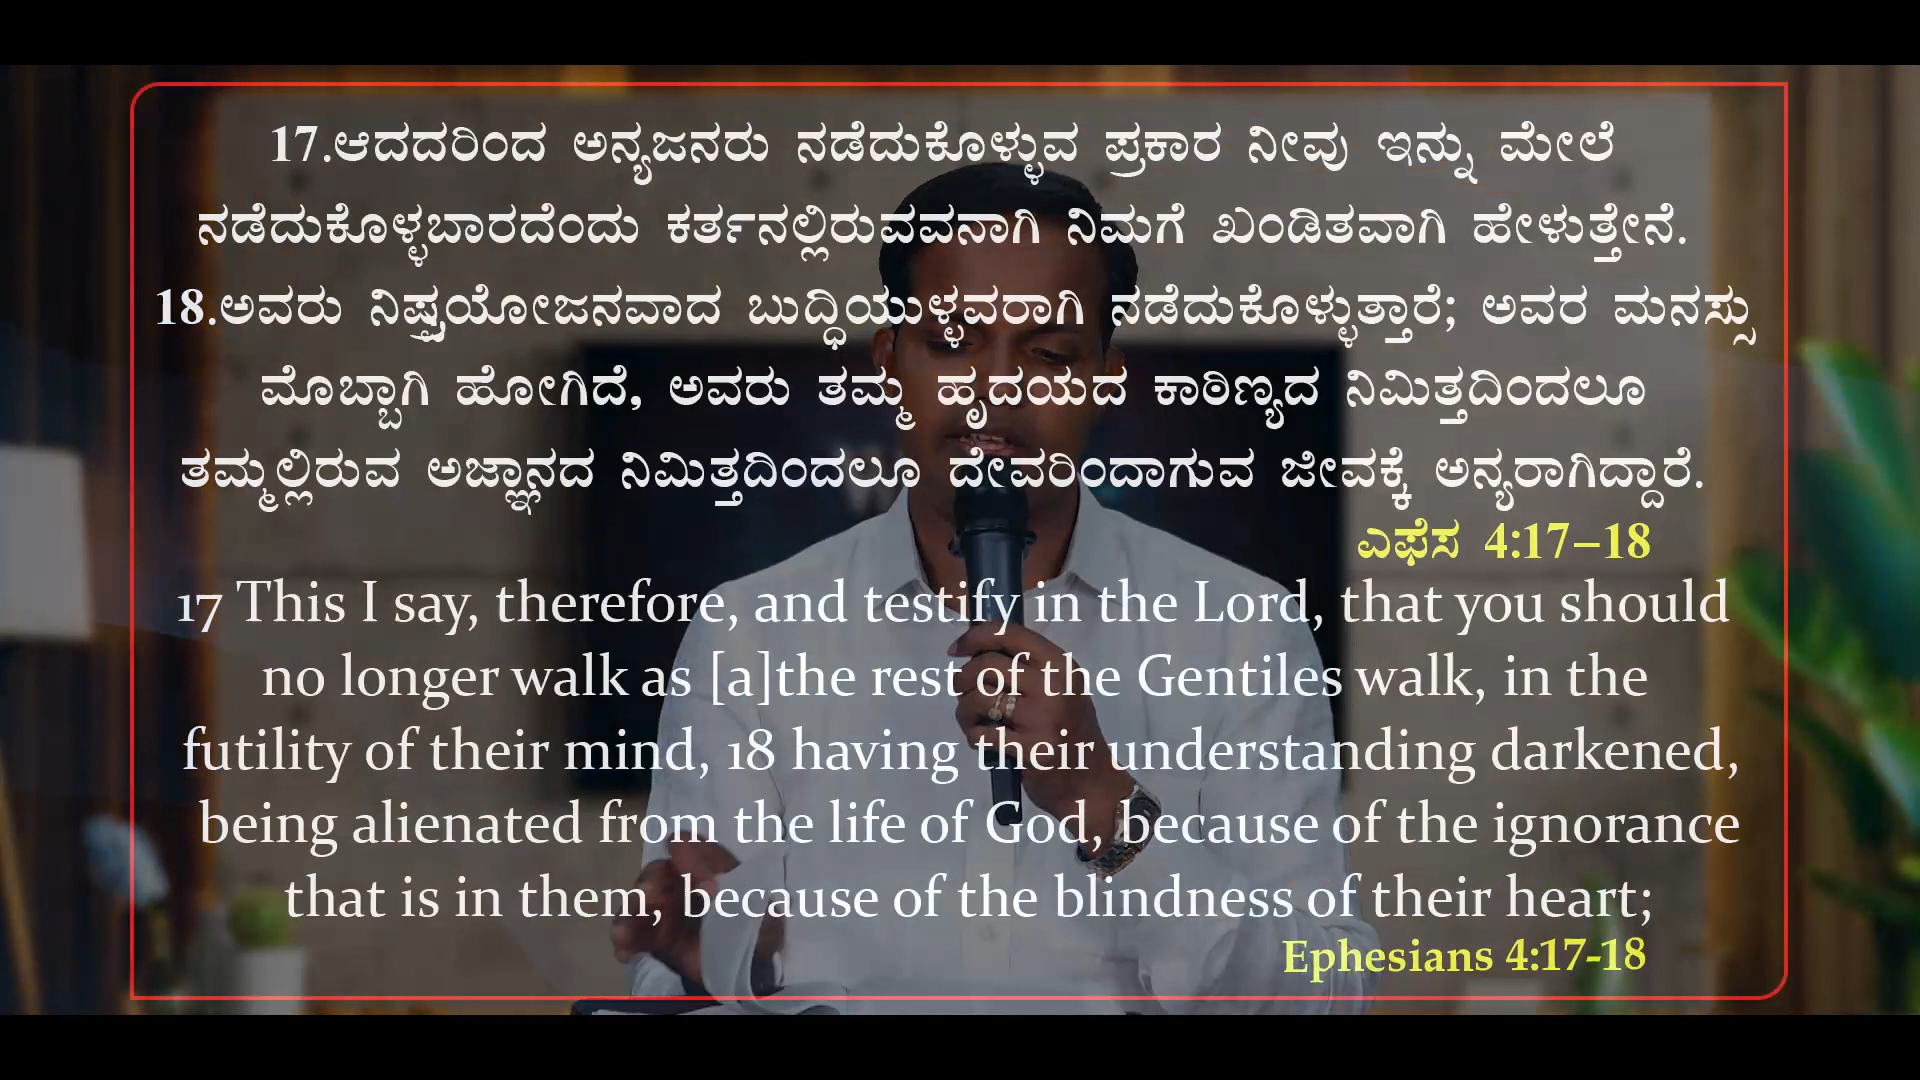 17.ಆದದರಿಂದ ಅನ್ಯಜನರು ನಡೆದುಕೊಳ್ಳುವ ಪ್ರಕಾರ ನೀವು ಇನ್ನು ಮೇಲೆ
ನಡೆದುಕೊಳ್ಳಬಾರದೆಂದು ಕರ್ತನಲ್ಲಿರುವವನಾಗಿ ನಿಮಗೆ ಖಂಡಿತವಾಗಿ ಹೇಳುತ್ತೇನೆ.
18.ಅವರು ನಿಷ್ಪ್ರಯೋಜನವಾದ ಬುದ್ಧಿಯುಳ್ಳವರಾಗಿ ನಡೆದುಕೊಳ್ಳುತ್ತಾರೆ; ಅವರ ಮನಸ್ಸು
ಮೊಬ್ಬಾಗಿ ಹೋಗಿದೆ, ಅವರು ತಮ್ಮ ಹೃದಯದ ಕಾಠಿಣ್ಯದ ನಿಮಿತ್ತದಿಂದಲೂ
ತಮ್ಮಲ್ಲಿರುವ ಅಜ್ಞಾನದ ನಿಮಿತ್ತದಿಂದಲೂ ದೇವರಿಂದಾಗುವ ಜೀವಕ್ಕೆ ಅನ್ಯರಾಗಿದ್ದಾರೆ.
ಎಫೆಸ 4:17–18
17 This I say, therefore, and testify in the Lord, that you should
no longer walk as [a]the rest of the Gentiles walk, in the
futility of their mind, 18 having their understanding darkened,
being alienated from the life of God, because of the ignorance
that is in them, because of the blindness of their heart;
Ephesians 4:17-18